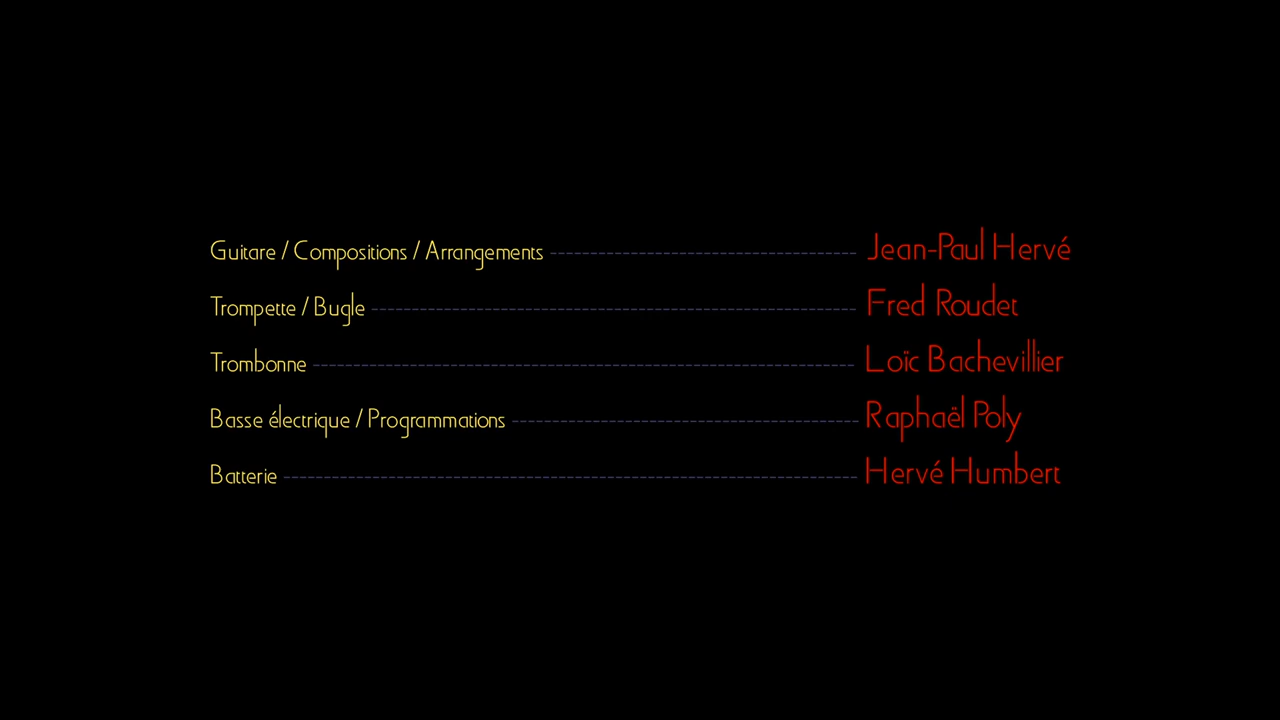 Guitare / Compositions / Arrangements ---------------------------------------------- Jean-Paul Hervé
Trompette / Bugle ------------------------------------------------------------------------- Fred Roudet
Trombonne ---------------------------------------------------------------------------------- Loïc Bachevillier
Basse électrique / Programmations ---------------------------------------------------- Raphaël Poly
Batterie -------------------------------------------------------------------------------------- Hervé Humbert